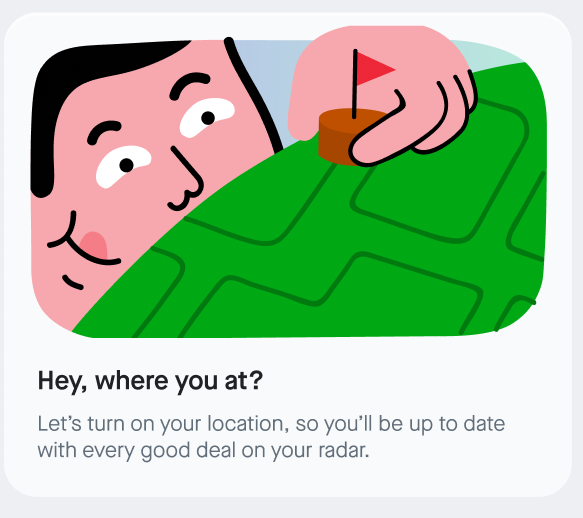 Hey, where you at?
Let's turn on your location, so you'll be up to date
with every good deal on your radar.